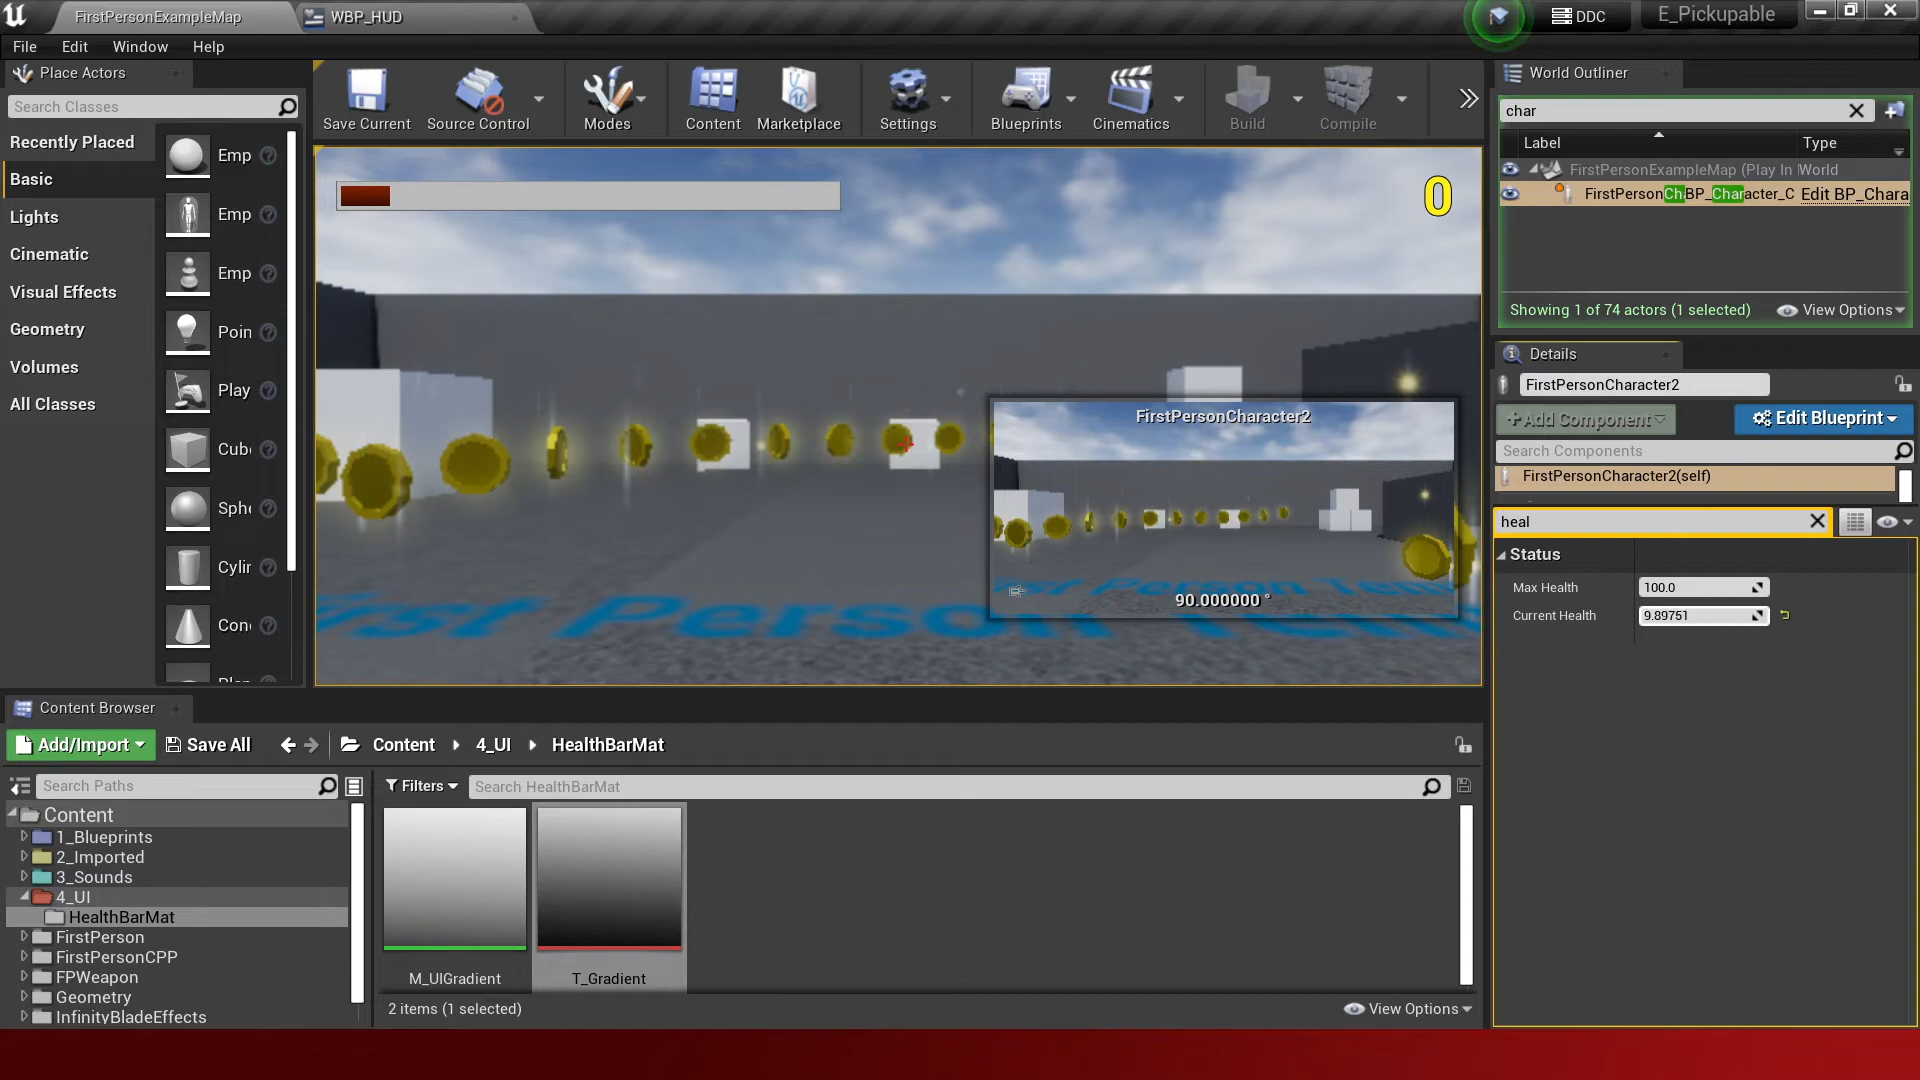 FirstPersonExampleMap
WBP_HUD
DDC
E_Pickupable
File Edit Window Help
Place Actors
Search Classes
Recently Placed
Basic
Lights
Cinematic
Visual Effects
Geometry
Volumes
All Classes
Emp
Emp
Emp
Poin
Play
Cub
Sph
Cylin
Con
Save Current
Source Control
Modes
Content
Marketplace
Settings
Blueprints
Cinematics
Build
Compile
0
FirstPersonCharacter2
90.000000 °
World Outliner
char
Label Type
FirstPersonExampleMap (Play In World
FirstPersonChBP_Character_C Edit BP_Chara
Showing 1 of 74 actors (1 selected) View Options
Details
FirstPersonCharacter2
+Add Component Edit Blueprint
Search Components
FirstPersonCharacter2(self)
heal
Status
Max Health 100.0
Current Health 9.89751
Content Browser
Add/Import Save All Content 4_UI HealthBarMat
Search Paths
Filters Search HealthBarMat
Content
1_Blueprints
2_Imported
3_Sounds
4_UI
HealthBarMat
FirstPerson
FirstPersonCPP
FPWeapon
Geometry
InfinityBladeEffects
M_UIGradient
T_Gradient
2 items (1 selected) View Options